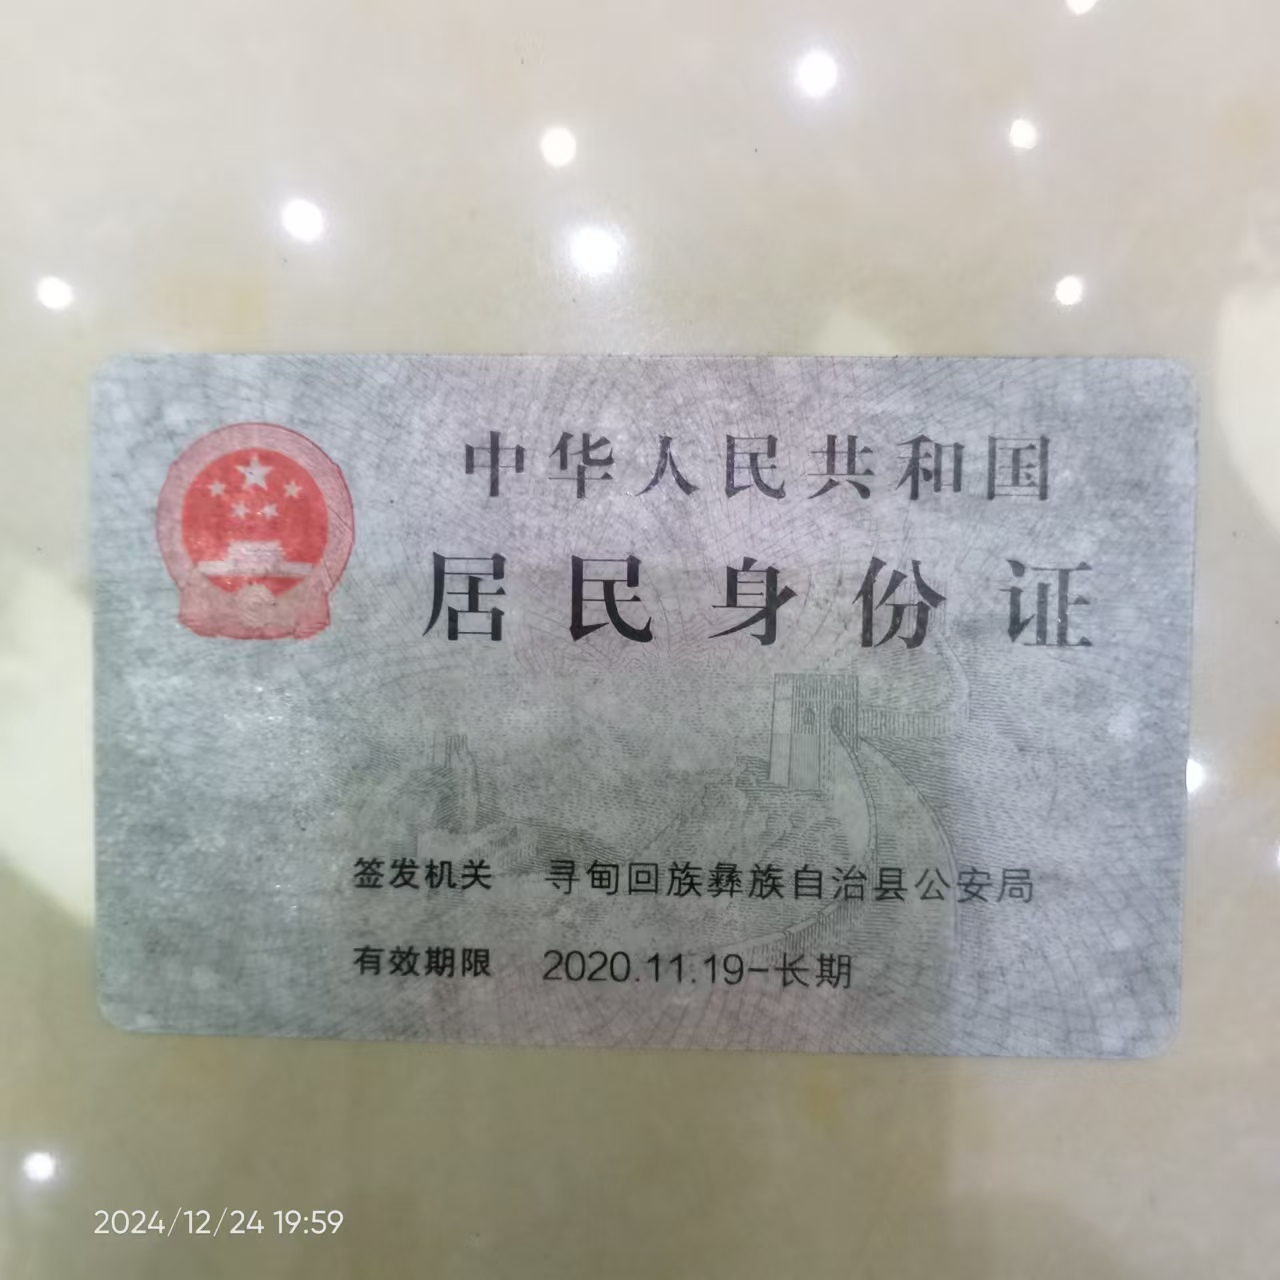 中华人民共和国
居民身份证
签发机关 寻甸回族彝族自治县公安局
有效期限 2020.11.19-长期
2024/12/24 19:59